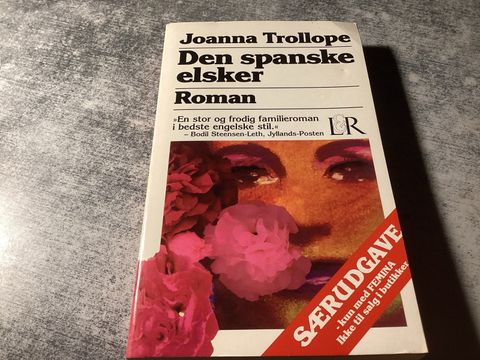 Joanna Trollope
Den spanske
elsker
Roman
»En stor og frodig familieroman
i bedste engelske stil.«
– Bodil Steensen-Leth, Jyllands-Posten
L&R
SÆRUDGAVE
- kun med FEMINA
Ikke til salg i butikker